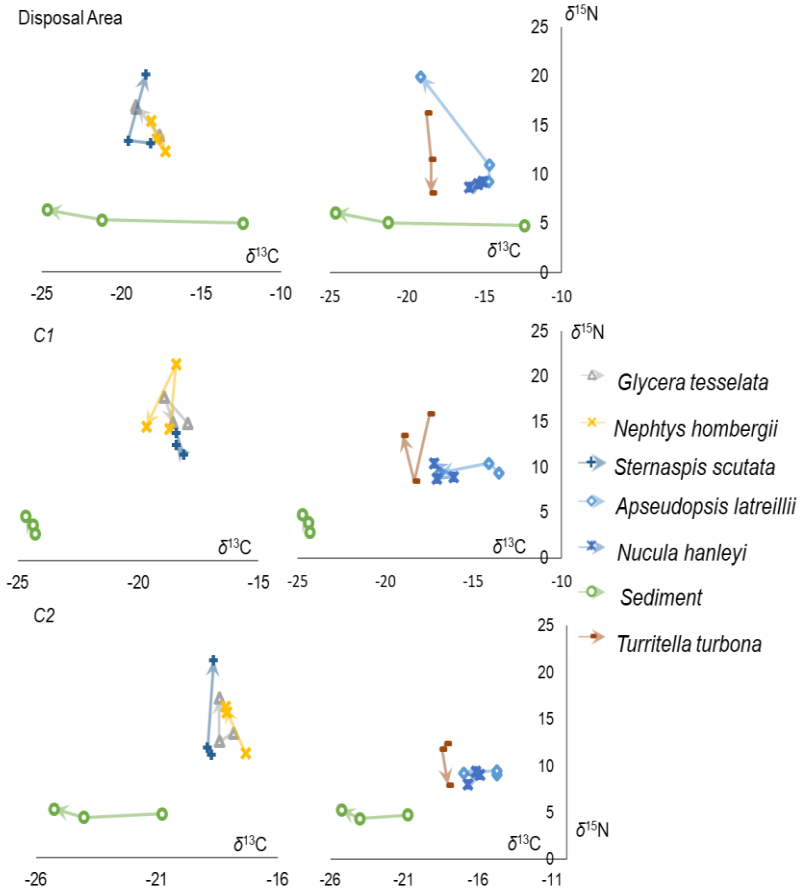 Disposal Area
δ15N
25
20
15
10
5
0
δ13C
δ13C
-25 -20 -15 -10
-25 -20 -15 -10
C1
δ15N
25
20
15
10
5
0
δ13C
δ13C
-25 -20 -15
-25 -20 -15 -10
Glycera tesselata
Nephtys hombergii
Sternaspis scutata
Apseudopsis latreillii
Nucula hanleyi
Sediment
Turritella turbona
C2
25
20
15
10
5
0
δ15N
δ13C
δ13C
-26 -21 -16
-26 -21 -16 -11